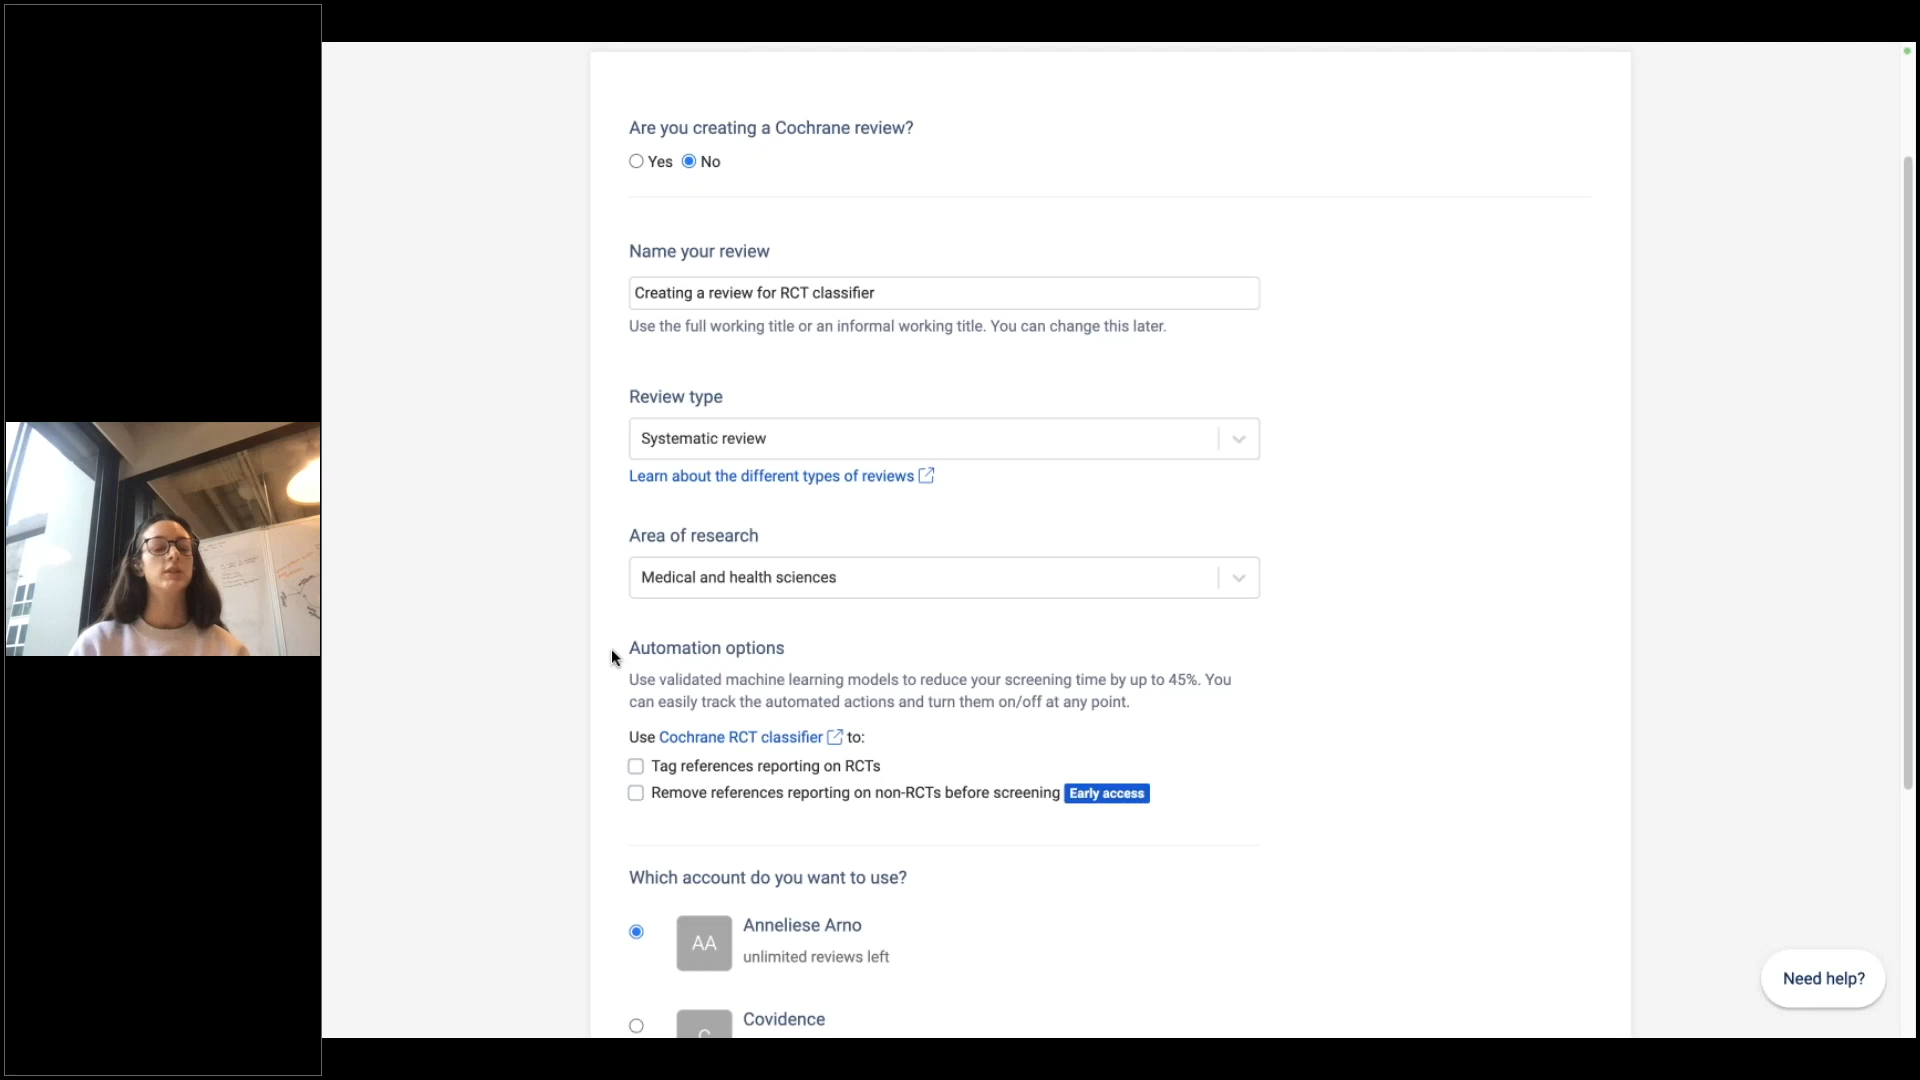 Are you creating a Cochrane review?
Yes No
Name your review
Creating a review for RCT classifier
Use the full working title or an informal working title. You can change this later.
Review type
Systematic review
Learn about the different types of reviews
Area of research
Medical and health sciences
Automation options
Use validated machine learning models to reduce your screening time by up to 45%. You
can easily track the automated actions and turn them on/off at any point.
Use Cochrane RCT classifier to:
Tag references reporting on RCTs
Remove references reporting on non-RCTs before screening Early access
Which account do you want to use?
AA
Anneliese Arno
unlimited reviews left
C
Covidence
Need help?